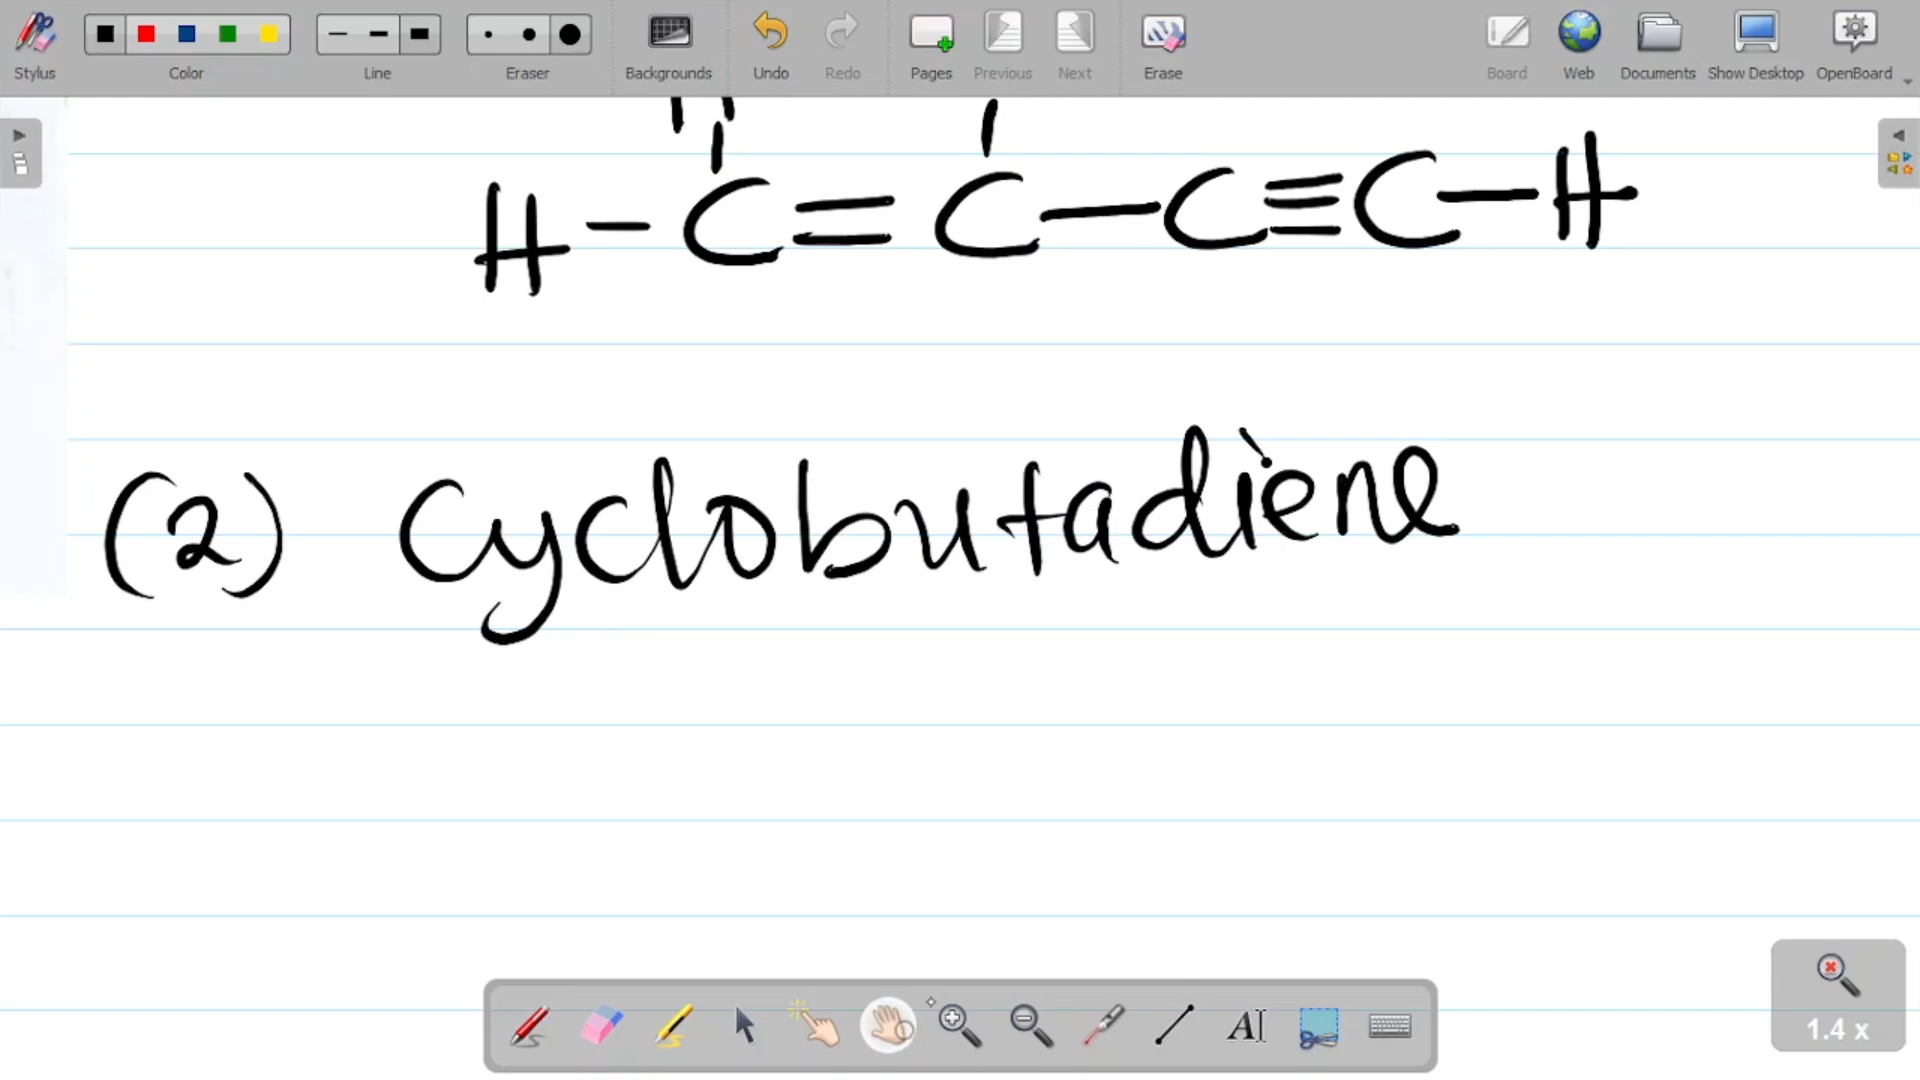 Stylus Color Line Eraser Backgrounds Undo Redo Pages Previous Next Erase Board Web Documents Show Desktop OpenBoard
H-C=C-C≡C-H
(2) Cyclobutadiene
1.4 x